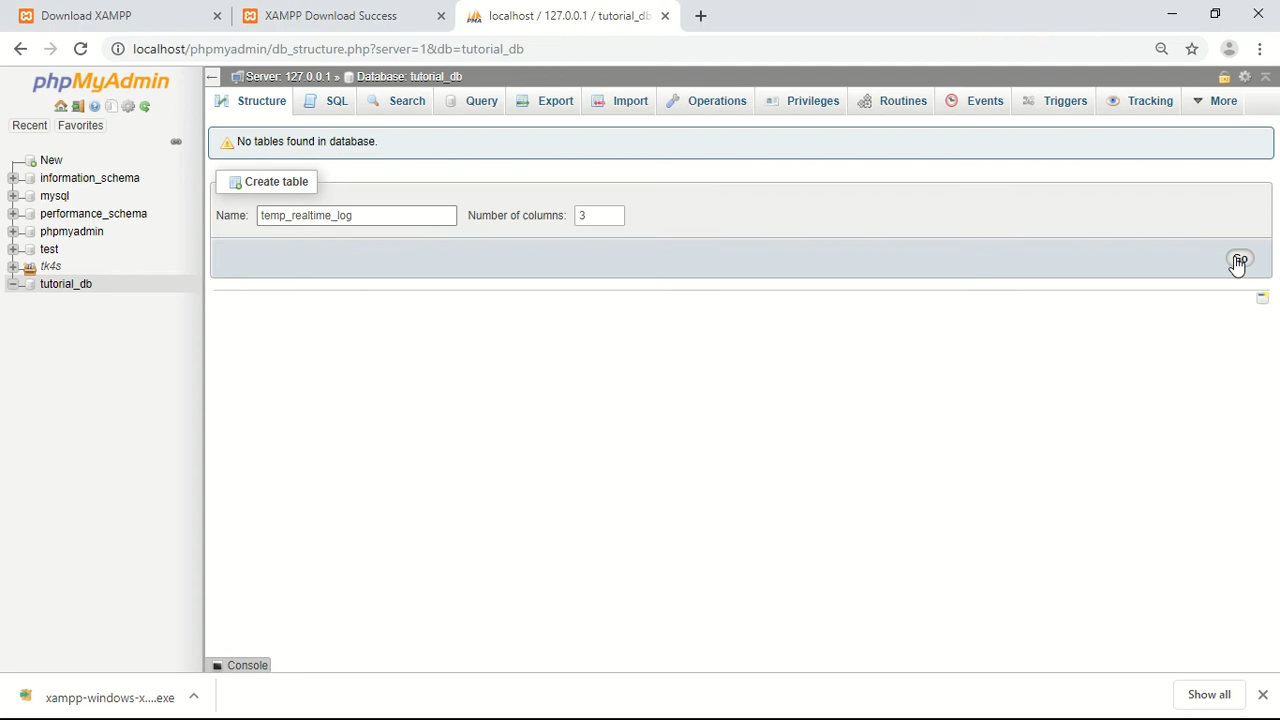 Download XAMPP
XAMPP Download Success
localhost / 127.0.0.1 / tutorial_db
localhost/phpmyadmin/db_structure.php?server=1&db=tutorial_db
phpMyAdmin
Recent Favorites
New
information_schema
mysql
performance_schema
phpmyadmin
test
tk4s
tutorial_db
Server: 127.0.0.1 » Database: tutorial_db
Structure SQL Search Query Export Import Operations Privileges Routines Events Triggers Tracking More
No tables found in database.
Create table
Name: temp_realtime_log Number of columns: 3
Console
xampp-windows-x....exe
Show all